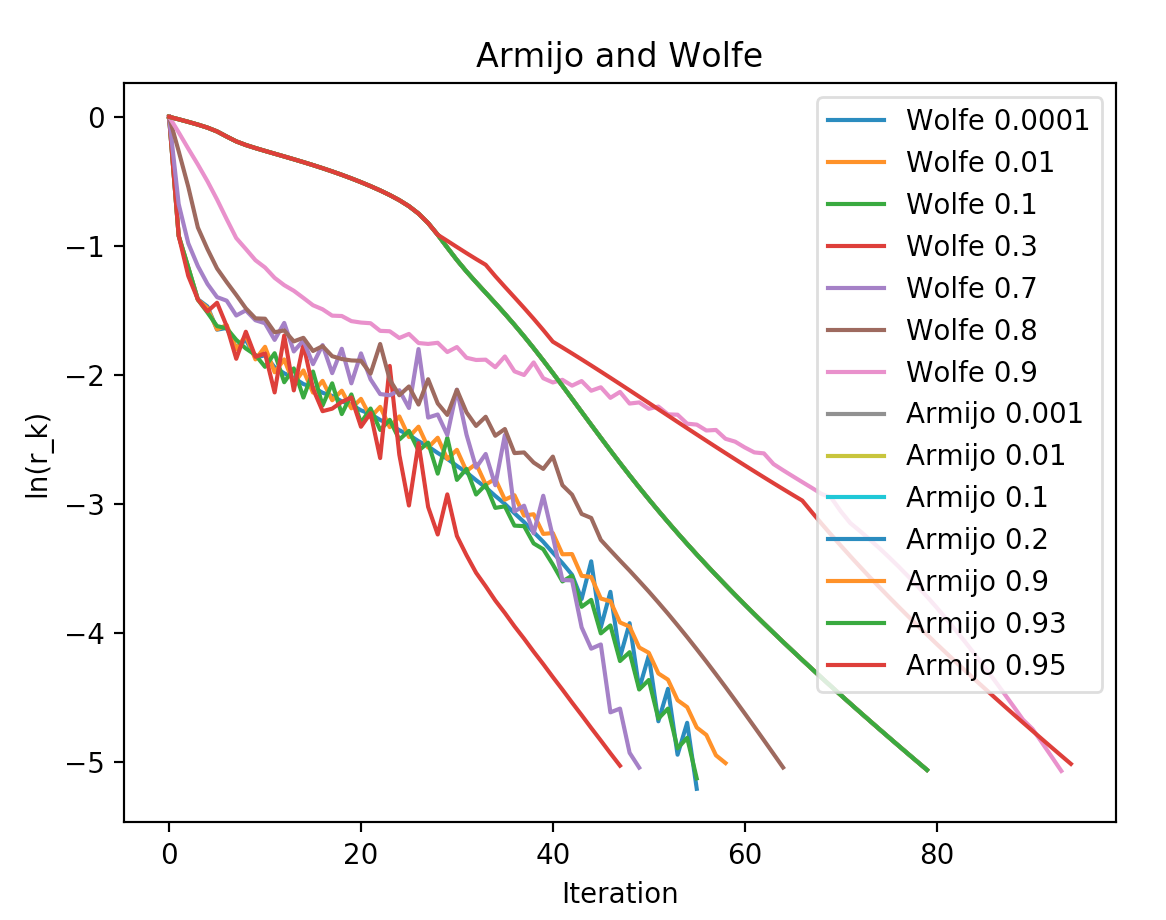 Armijo and Wolfe
ln(r_k)
0
−1
−2
−3
−4
−5
Wolfe 0.0001
Wolfe 0.01
Wolfe 0.1
Wolfe 0.3
Wolfe 0.7
Wolfe 0.8
Wolfe 0.9
Armijo 0.001
Armijo 0.01
Armijo 0.1
Armijo 0.2
Armijo 0.9
Armijo 0.93
Armijo 0.95
0 20 40 60 80
Iteration